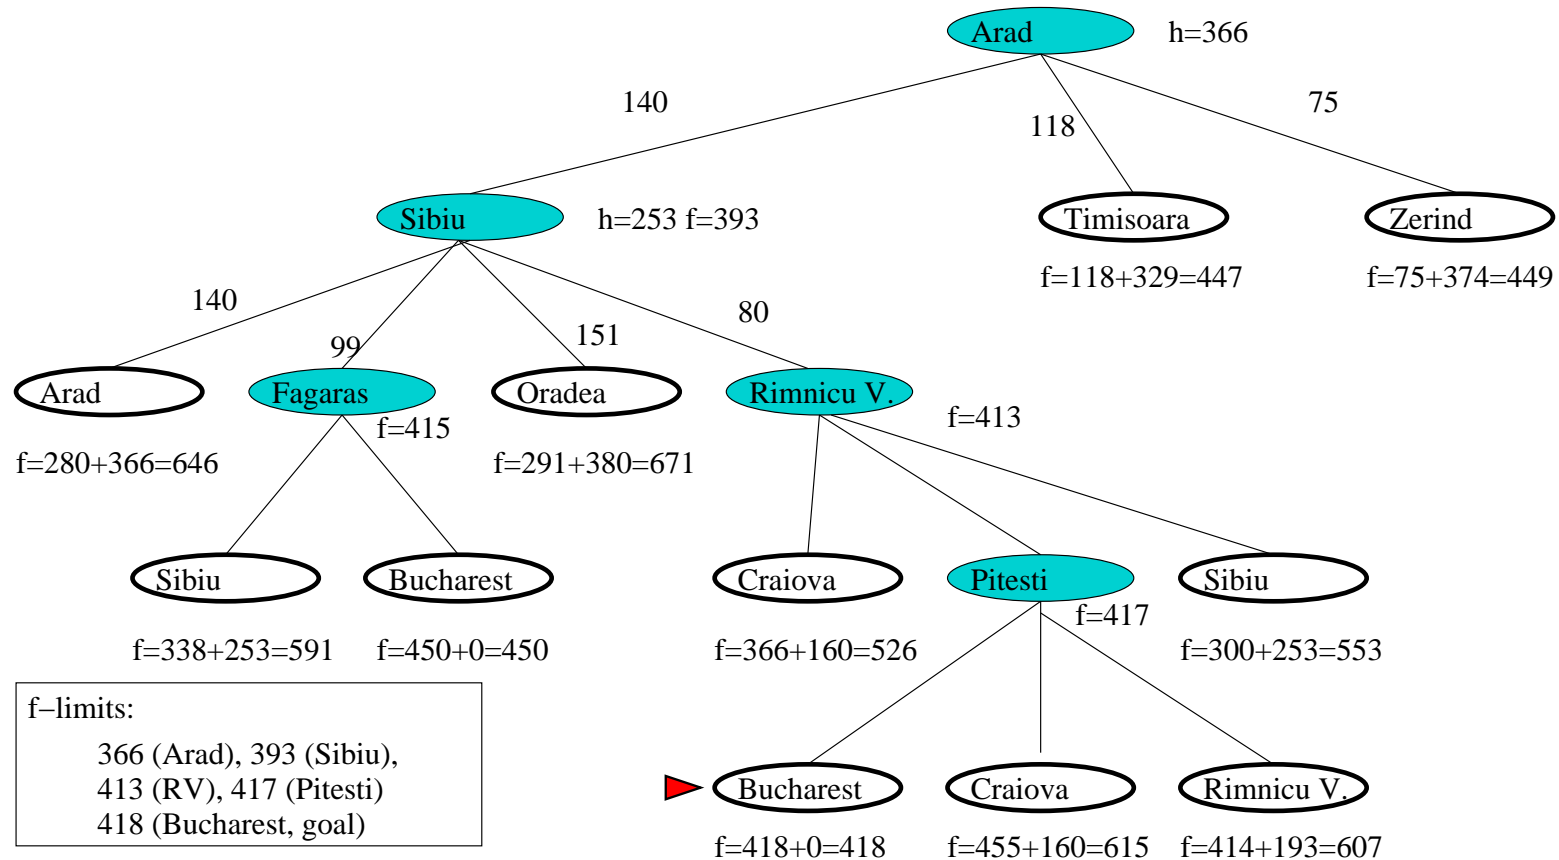 Arad h=366
140
118
75
Sibiu h=253 f=393
Timisoara
Zerind
f=118+329=447
f=75+374=449
140
99
151
80
Arad
Fagaras
Oradea
Rimnicu V.
f=280+366=646
f=415
f=291+380=671
f=413
Sibiu
Bucharest
Craiova
Pitesti
Sibiu
f=338+253=591
f=450+0=450
f=366+160=526
f=417
f=300+253=553
f−limits:
366 (Arad), 393 (Sibiu),
413 (RV), 417 (Pitesti)
418 (Bucharest, goal)
Bucharest
Craiova
Rimnicu V.
f=418+0=418
f=455+160=615
f=414+193=607